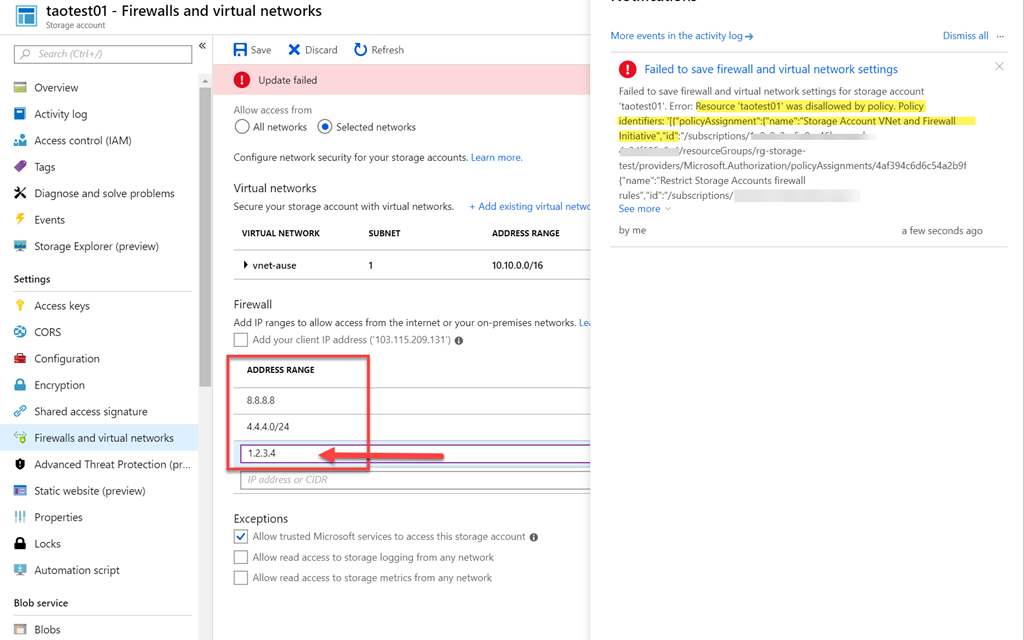 taotest01 - Firewalls and virtual networks
Storage account
Search (Ctrl+/)
«
Overview
Activity log
Access control (IAM)
Tags
Diagnose and solve problems
Events
Storage Explorer (preview)
Settings
Access keys
CORS
Configuration
Encryption
Shared access signature
Firewalls and virtual networks
Advanced Threat Protection (pr...
Static website (preview)
Properties
Locks
Automation script
Blob service
Blobs
Save Discard Refresh
Update failed
Allow access from
All networks Selected networks
Configure network security for your storage accounts. Learn more.
Virtual networks
Secure your storage account with virtual networks. + Add existing virtual netwo
VIRTUAL NETWORK SUBNET ADDRESS RANGE
vnet-ause 1 10.10.0.0/16
Firewall
Add IP ranges to allow access from the internet or your on-premises networks. Lea
Add your client IP address ('103.115.209.131')
ADDRESS RANGE
8.8.8.8
4.4.4.0/24
1.2.3.4
IP address or CIDR
Exceptions
Allow trusted Microsoft services to access this storage account
Allow read access to storage logging from any network
Allow read access to storage metrics from any network
Notifications
More events in the activity log → Dismiss all ...
Failed to save firewall and virtual network settings
Failed to save firewall and virtual network settings for storage account
'taotest01'. Error: Resource 'taotest01' was disallowed by policy. Policy
identifiers: '[{"policyAssignment":{"name":"Storage Account VNet and Firewall
Initiative","id":"/subscriptions/
/resourceGroups/rg-storage-
test/providers/Microsoft.Authorization/policyAssignments/4af394c6d6c54a2b9f
{"name":"Restrict Storage Accounts firewall
rules","id":"/subscriptions/
See more
by me a few seconds ago